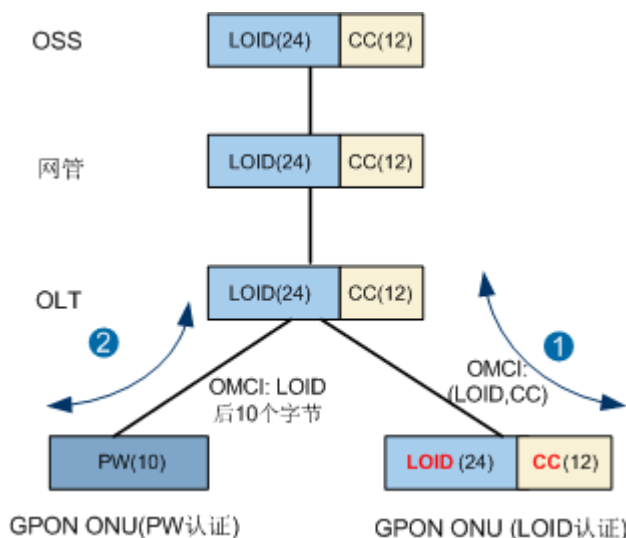 OSS
LOID(24) CC(12)
网管
LOID(24) CC(12)
OLT
LOID(24) CC(12)
2
1
OMCI: LOID
后10个字节
OMCI:
(LOID,CC)
PW(10)
LOID (24) CC(12)
GPON ONU(PW认证)
GPON ONU (LOID认证)